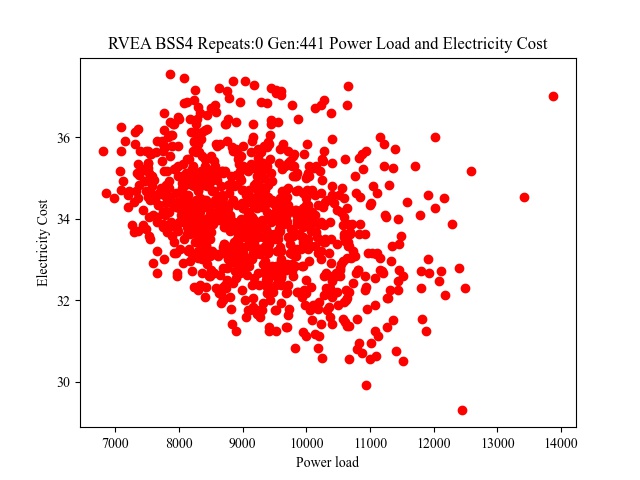 RVEA BSS4 Repeats:0 Gen:441 Power Load and Electricity Cost
Electricity Cost
36
34
32
30
7000 8000 9000 10000 11000 12000 13000 14000
Power load